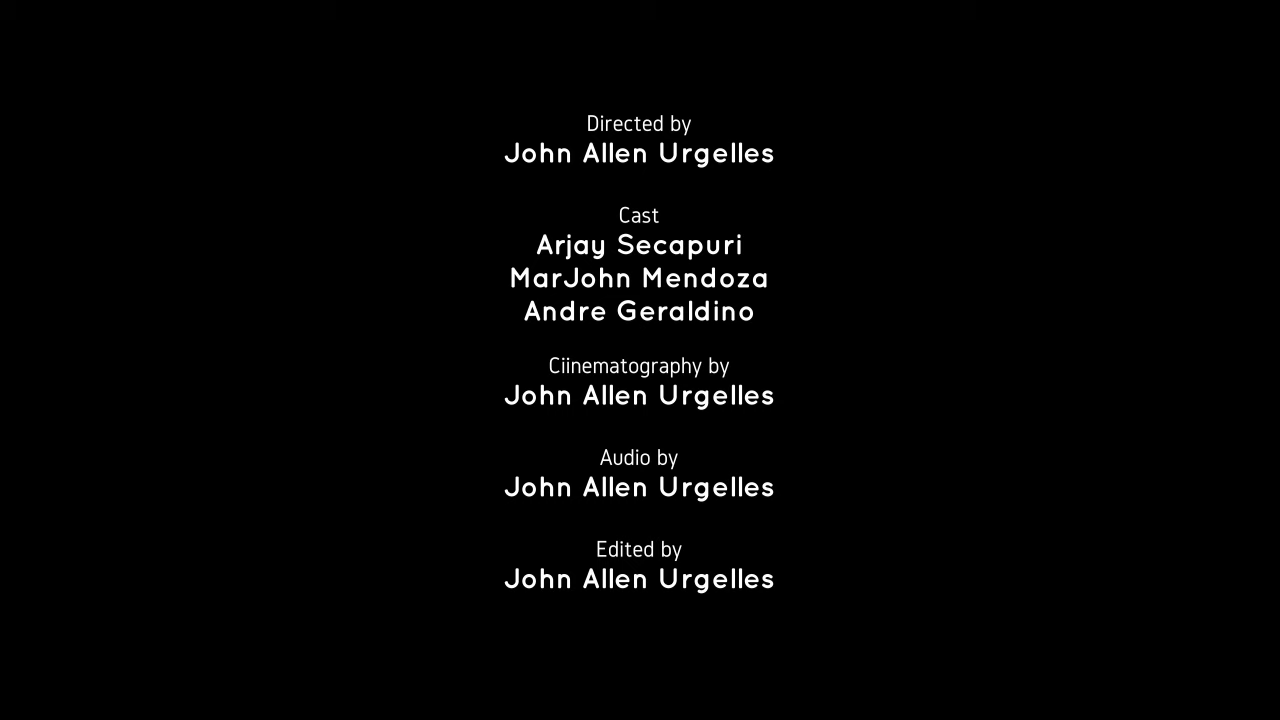 Directed by
John Allen Urgelles
Cast
Arjay Secapuri
MarJohn Mendoza
Andre Geraldino
Ciinematography by
John Allen Urgelles
Audio by
John Allen Urgelles
Edited by
John Allen Urgelles